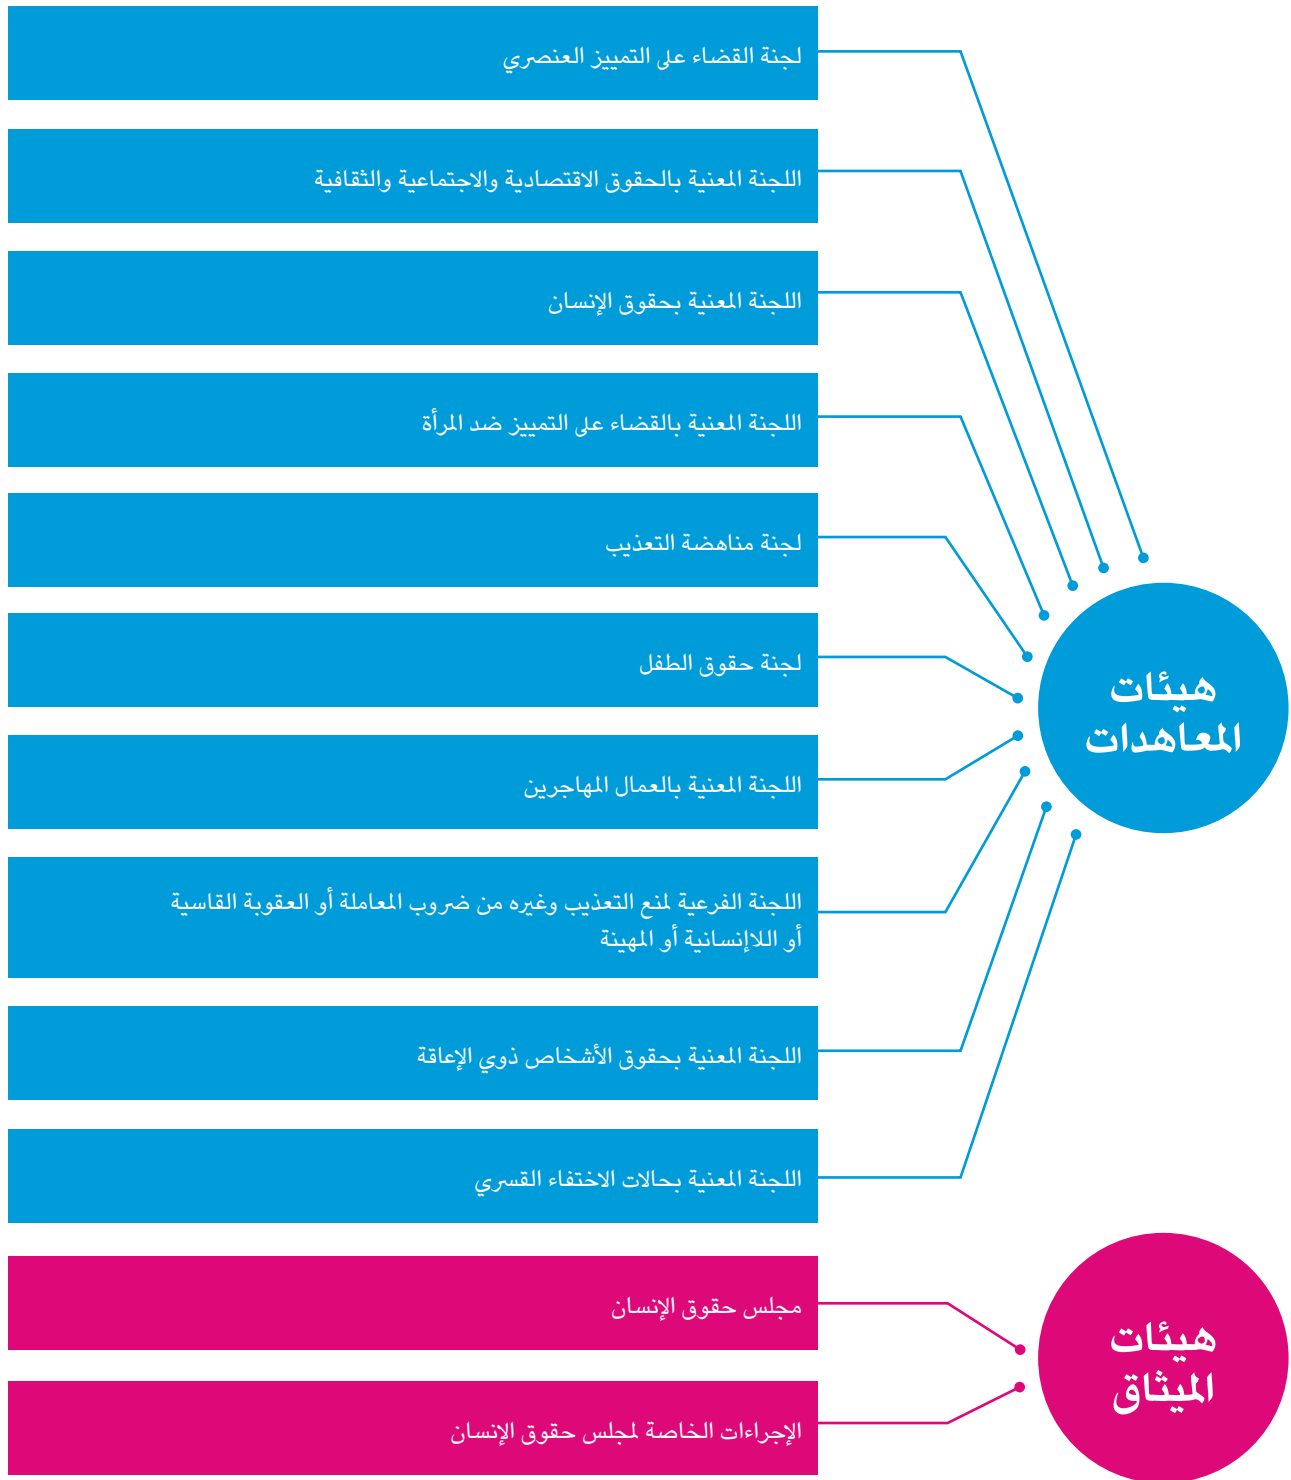 لجنة القضاء على التمييز العنصري
اللجنة المعنية بالحقوق الاقتصادية والاجتماعية والثقافية
اللجنة المعنية بحقوق الإنسان
اللجنة المعنية بالقضاء على التمييز ضد المرأة
لجنة مناهضة التعذيب
لجنة حقوق الطفل
هيئات
المعاهدات
اللجنة المعنية بالعمال المهاجرين
اللجنة الفرعية لمنع التعذيب وغيره من ضروب المعاملة أو العقوبة القاسية
أو اللاإنسانية أو المهينة
اللجنة المعنية بحقوق الأشخاص ذوي الإعاقة
اللجنة المعنية بحالات الاختفاء القسري
هيئات
الميثاق
مجلس حقوق الإنسان
الإجراءات الخاصة لمجلس حقوق الإنسان